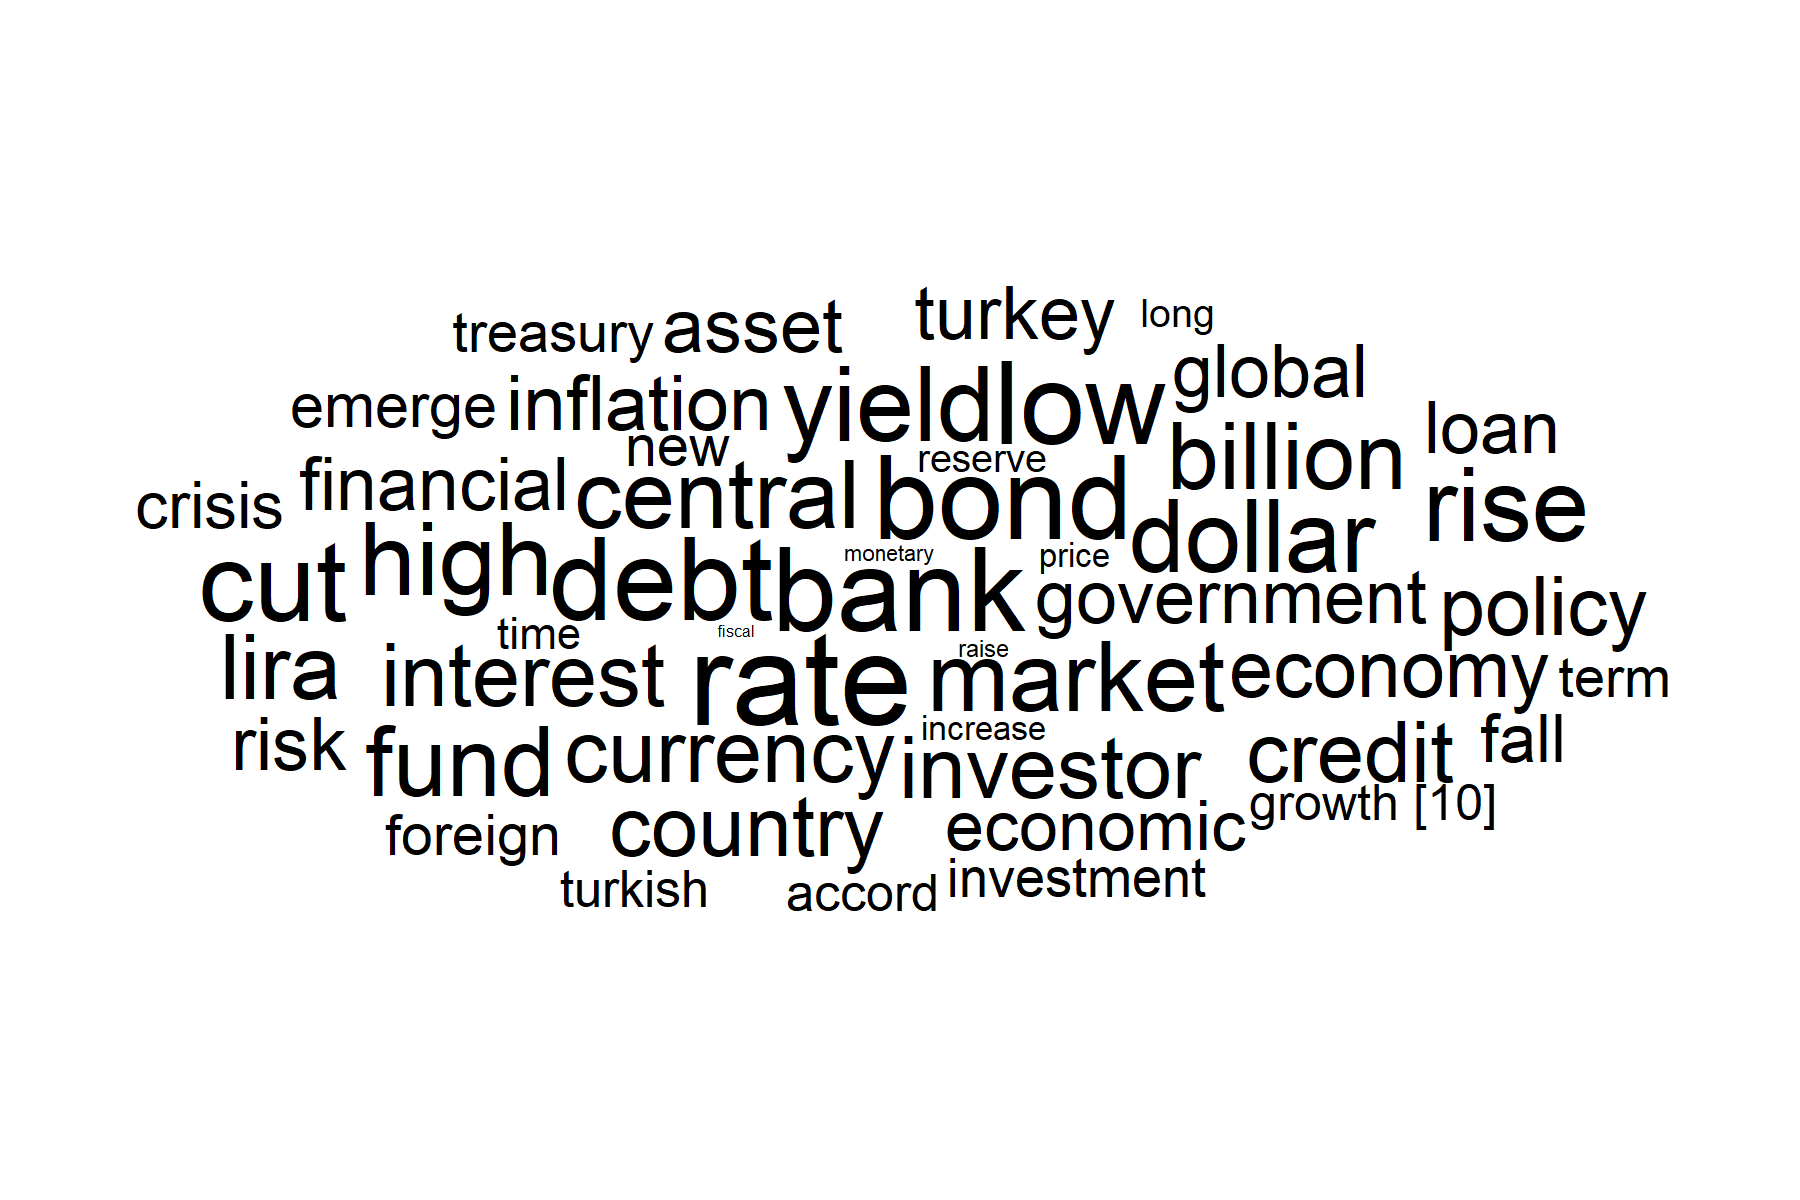 treasury asset turkey long
emerge inflation yield low global
new reserve billion loan
crisis financial central bond dollar rise
cut high debt bank monetary price government policy
time fiscal raise
lira interest rate market economy term
risk fund currency increase investor credit fall
foreign country economic growth [10]
turkish accord investment